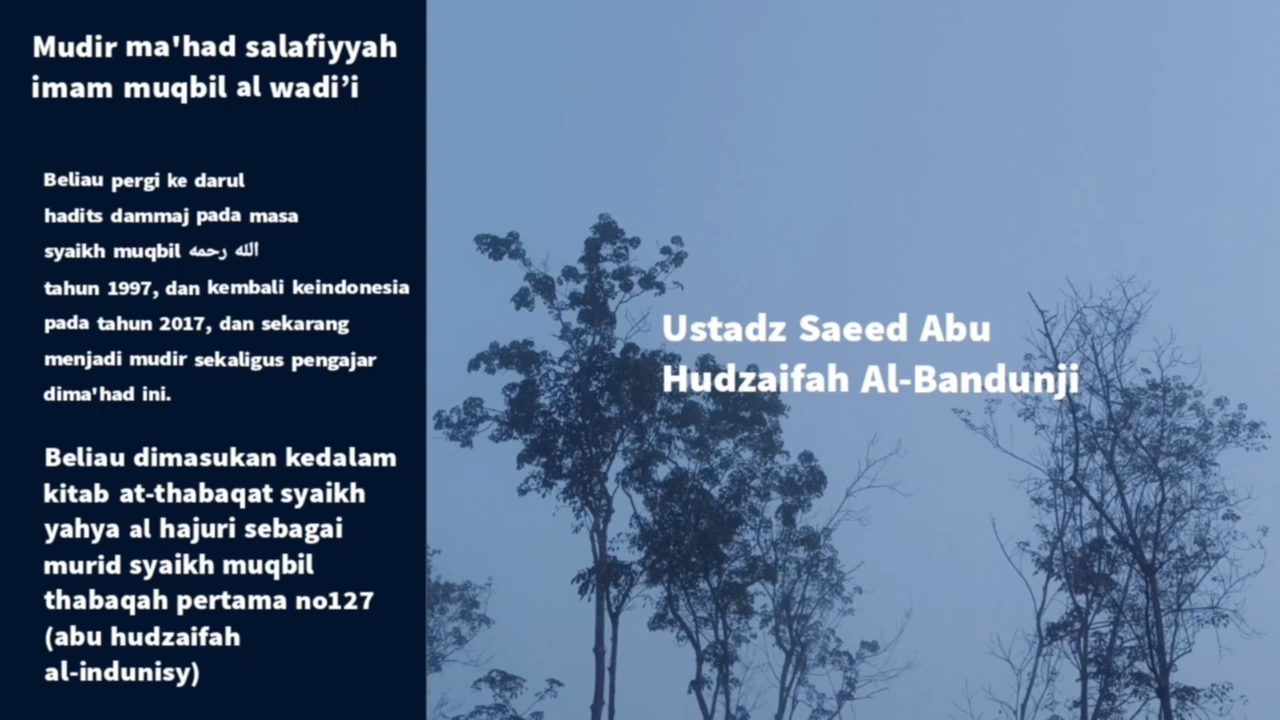 Mudir ma'had salafiyyah
imam muqbil al wadi’i
Beliau pergi ke darul
hadits dammaj pada masa
syaikh muqbil رحمه الله
tahun 1997, dan kembali keindonesia
pada tahun 2017, dan sekarang
menjadi mudir sekaligus pengajar
dima'had ini.
Beliau dimasukan kedalam
kitab at-thabaqat syaikh
yahya al hajuri sebagai
murid syaikh muqbil
thabaqah pertama no127
(abu hudzaifah
al-indunisy)
Ustadz Saeed Abu
Hudzaifah Al-Bandunji